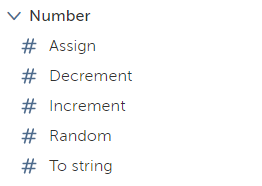 Number
# Assign
# Decrement
# Increment
# Random
# To string